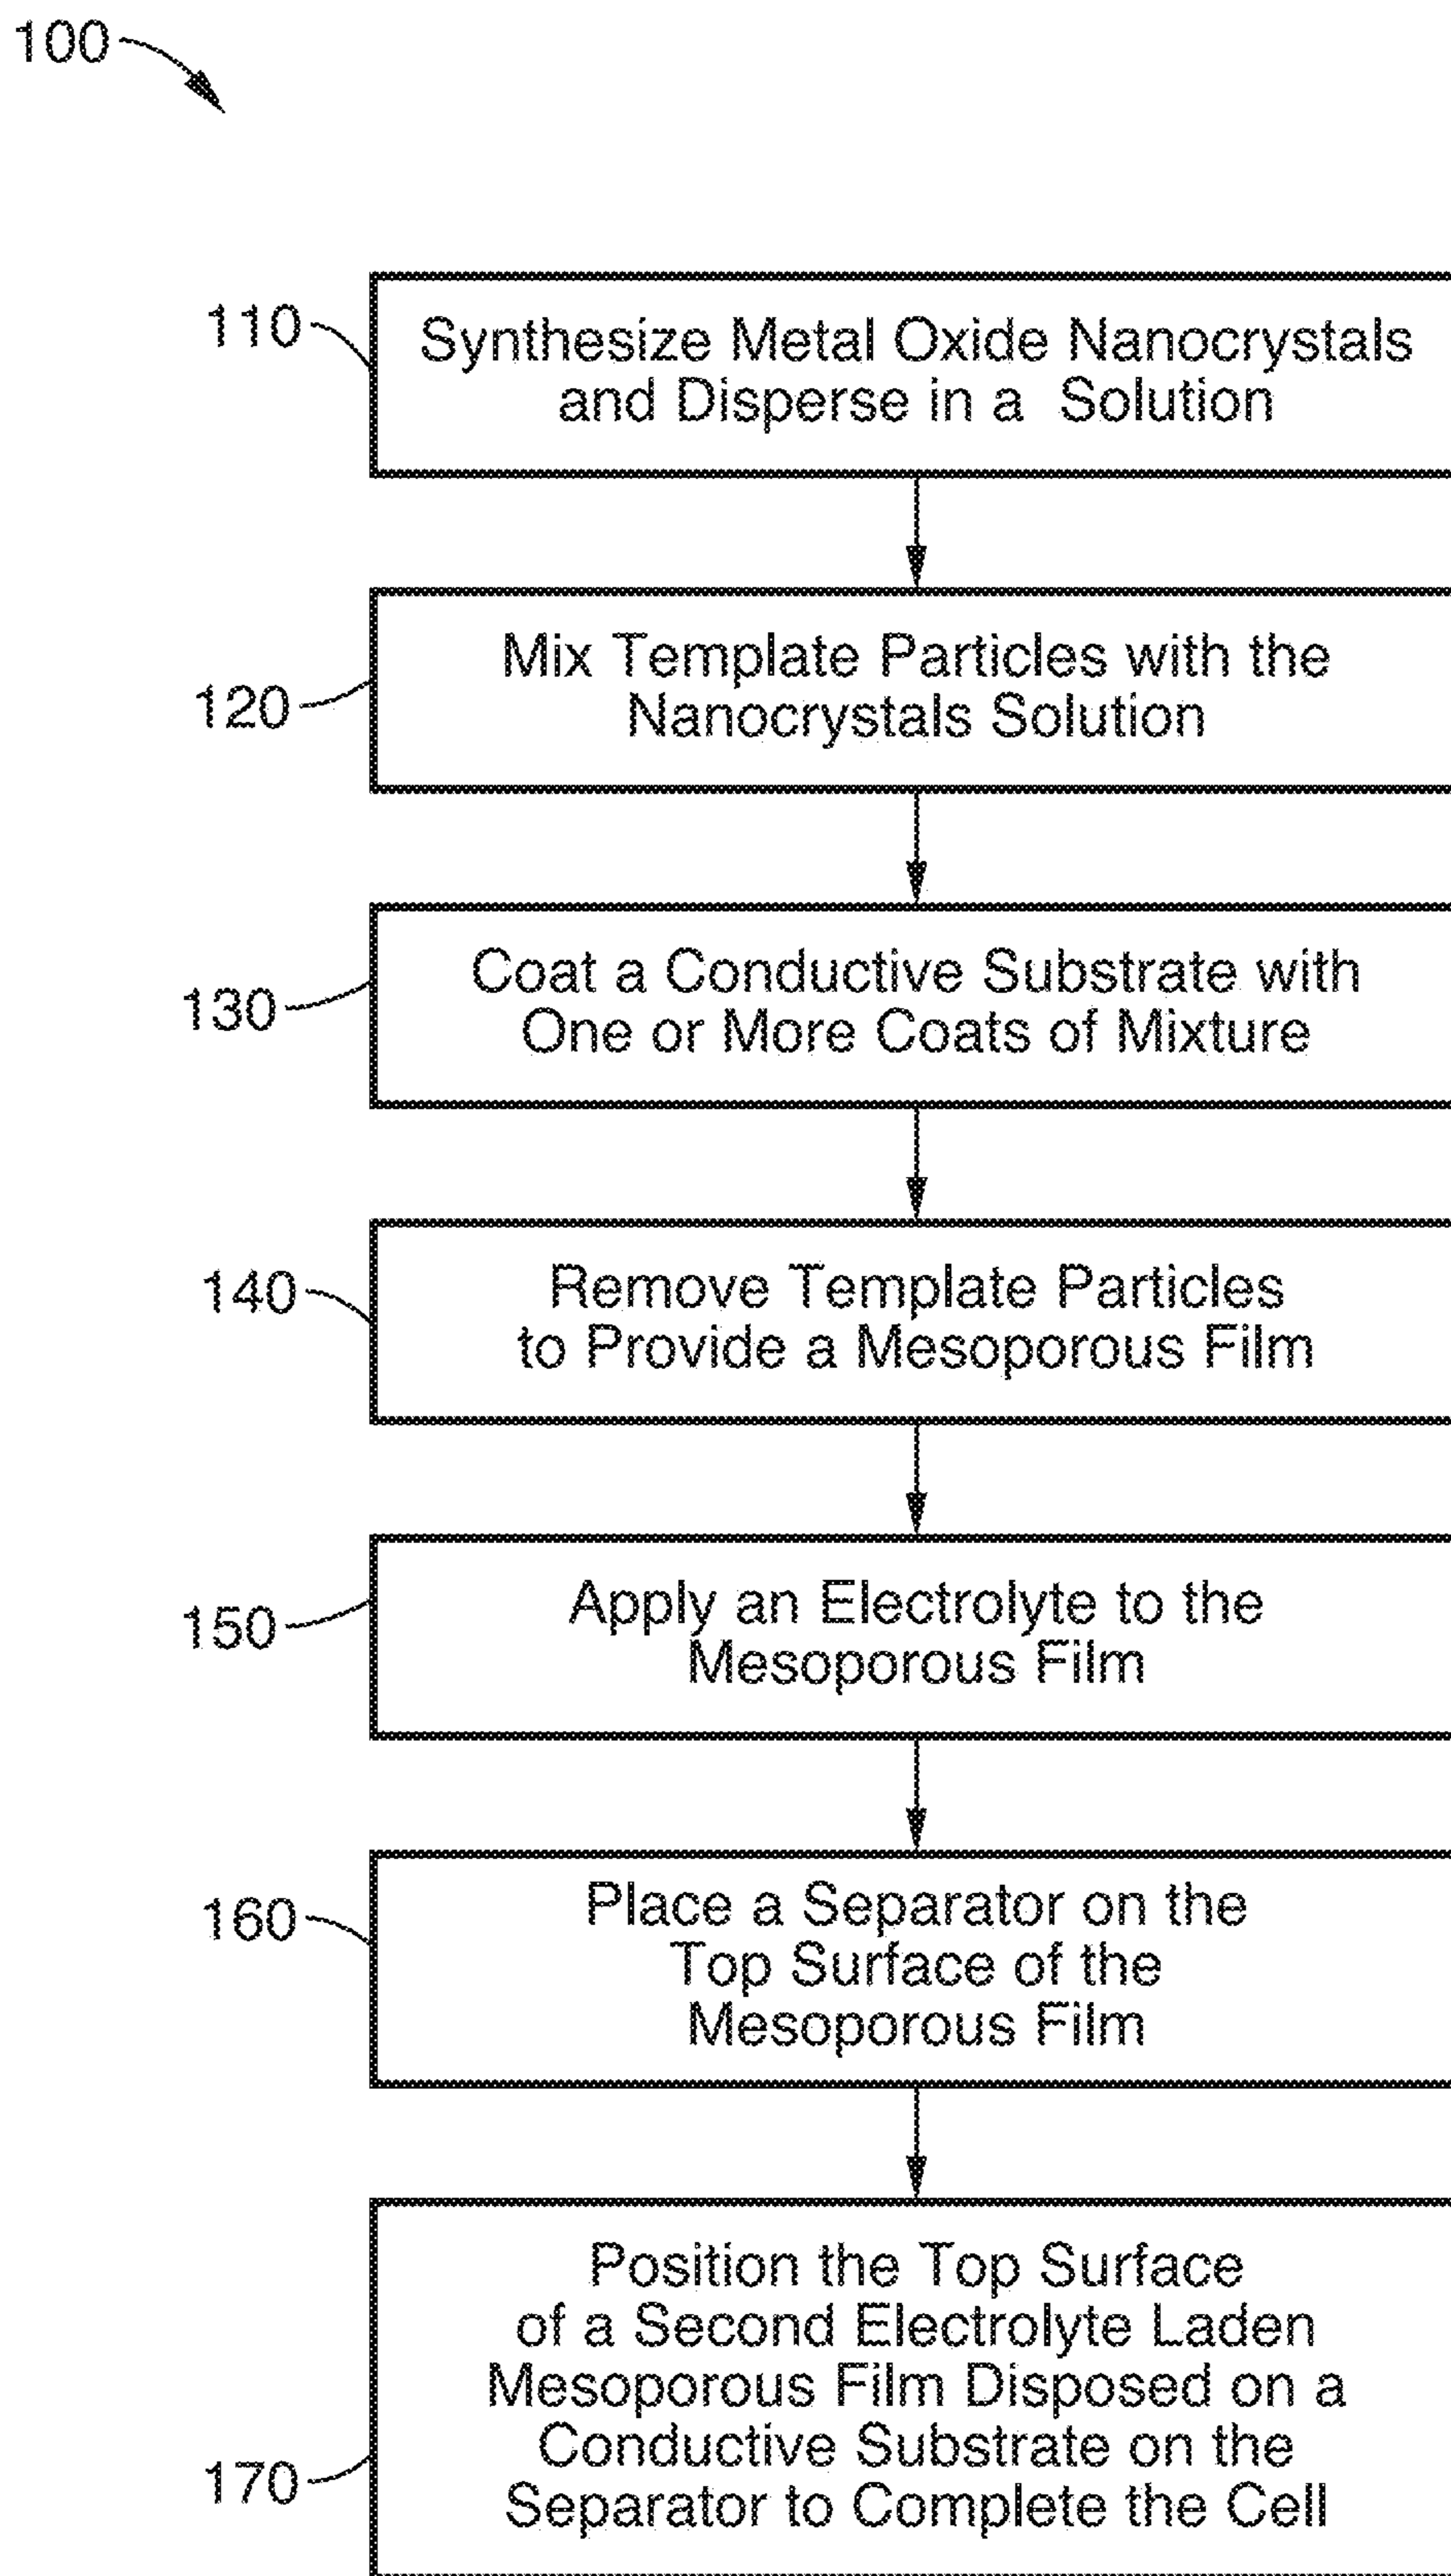 100
110
Synthesize Metal Oxide Nanocrystals
and Disperse in a Solution
120
Mix Template Particles with the
Nanocrystals Solution
130
Coat a Conductive Substrate with
One or More Coats of Mixture
140
Remove Template Particles
to Provide a Mesoporous Film
150
Apply an Electrolyte to the
Mesoporous Film
160
Place a Separator on the
Top Surface of the
Mesoporous Film
170
Position the Top Surface
of a Second Electrolyte Laden
Mesoporous Film Disposed on a
Conductive Substrate on the
Separator to Complete the Cell